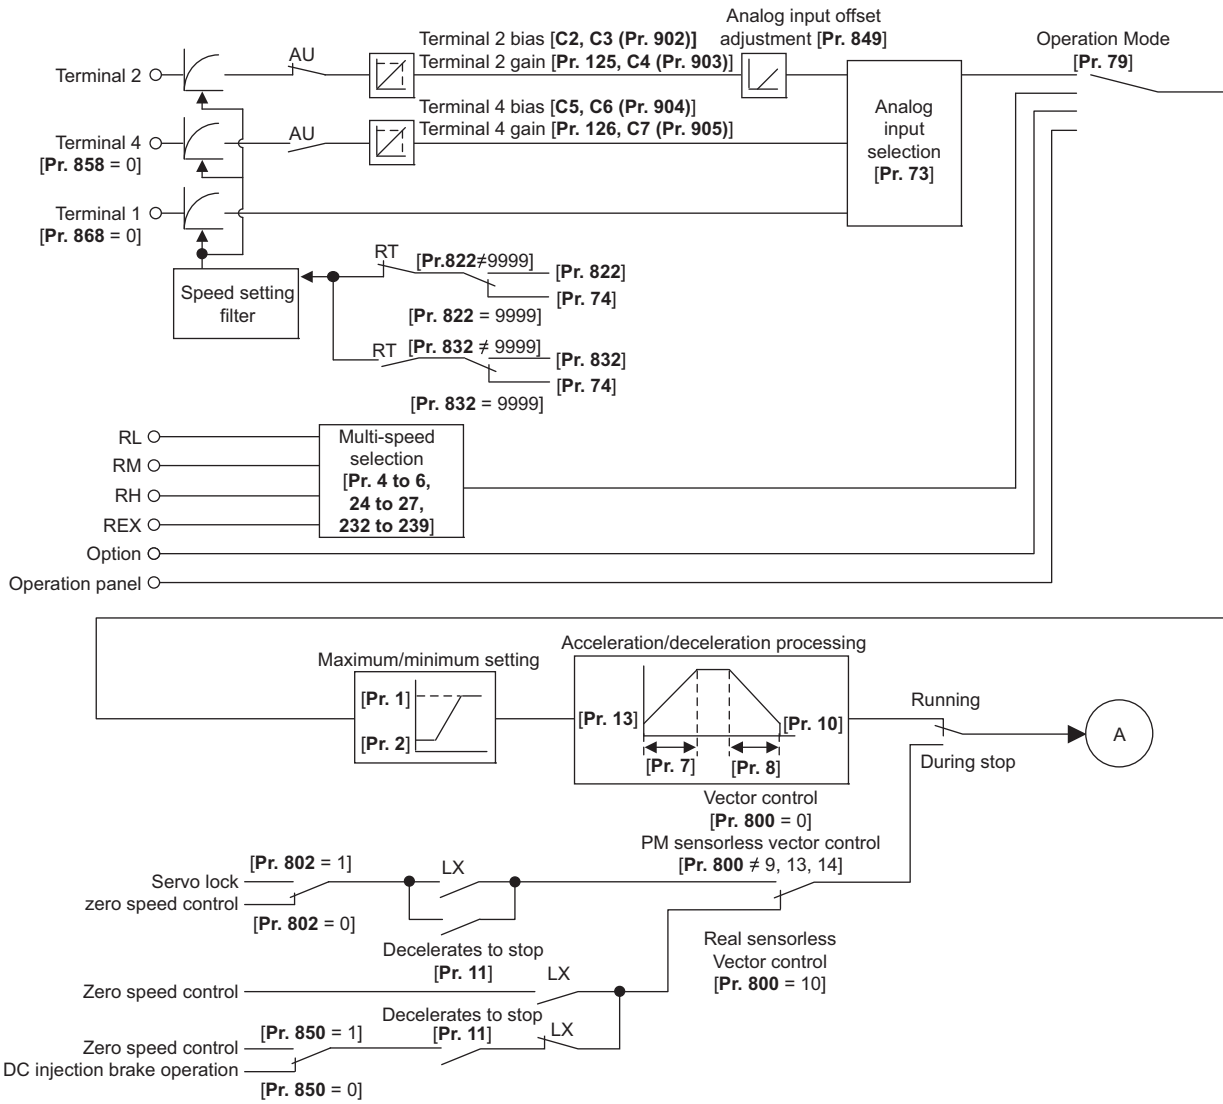 Analog input offset
adjustment [Pr. 849]
Operation Mode
[Pr. 79]
Terminal 2
AU
Terminal 2 bias [C2, C3 (Pr. 902)]
Terminal 2 gain [Pr. 125, C4 (Pr. 903)]
Terminal 4
[Pr. 858 = 0]
AU
Terminal 4 bias [C5, C6 (Pr. 904)]
Terminal 4 gain [Pr. 126, C7 (Pr. 905)]
Analog
input
selection
[Pr. 73]
Terminal 1
[Pr. 868 = 0]
Speed setting
filter
RT
[Pr.822≠9999]
[Pr. 822]
[Pr. 74]
[Pr. 822 = 9999]
RT
[Pr. 832 ≠ 9999]
[Pr. 832]
[Pr. 74]
[Pr. 832 = 9999]
RL
RM
RH
REX
Multi-speed
selection
[Pr. 4 to 6,
24 to 27,
232 to 239]
Option
Operation panel
Maximum/minimum setting
[Pr. 1]
[Pr. 2]
Acceleration/deceleration processing
[Pr. 13]
[Pr. 10]
[Pr. 7]
[Pr. 8]
Running
During stop
A
Vector control
[Pr. 800 = 0]
PM sensorless vector control
[Pr. 800 ≠ 9, 13, 14]
[Pr. 802 = 1]
Servo lock
zero speed control
[Pr. 802 = 0]
LX
Decelerates to stop
[Pr. 11]
Real sensorless
Vector control
[Pr. 800 = 10]
Zero speed control
LX
Decelerates to stop
[Pr. 11]
LX
[Pr. 850 = 1]
Zero speed control
DC injection brake operation
[Pr. 850 = 0]